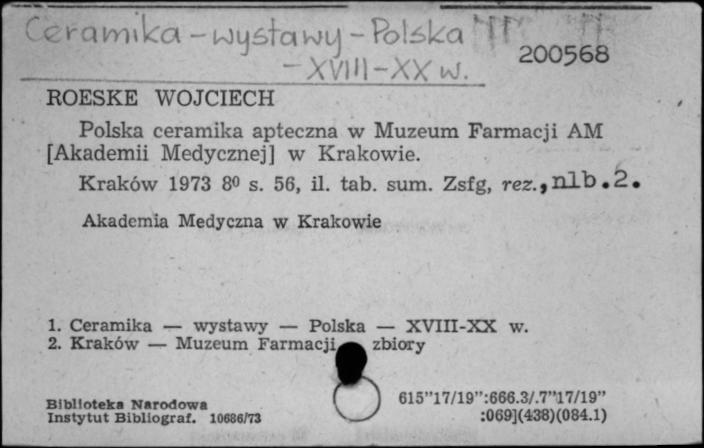 Ceramika - wystawy - Polska
- XVIII - XX w.
200568
ROESKE WOJCIECH
Polska ceramika apteczna w Muzeum Farmacji AM
[Akademii Medycznej] w Krakowie.
Kraków 1973 8º s. 56, il. tab. sum. Zsfg, rez., nlb.2.
Akademia Medyczna w Krakowie
1. Ceramika — wystawy — Polska — XVIII-XX w.
2. Kraków — Muzeum Farmacji zbiory
Biblioteka Narodowa
Instytut Bibliograf. 10686/73
615"17/19":666.3/.7"17/19"
:069](438)(084.1)